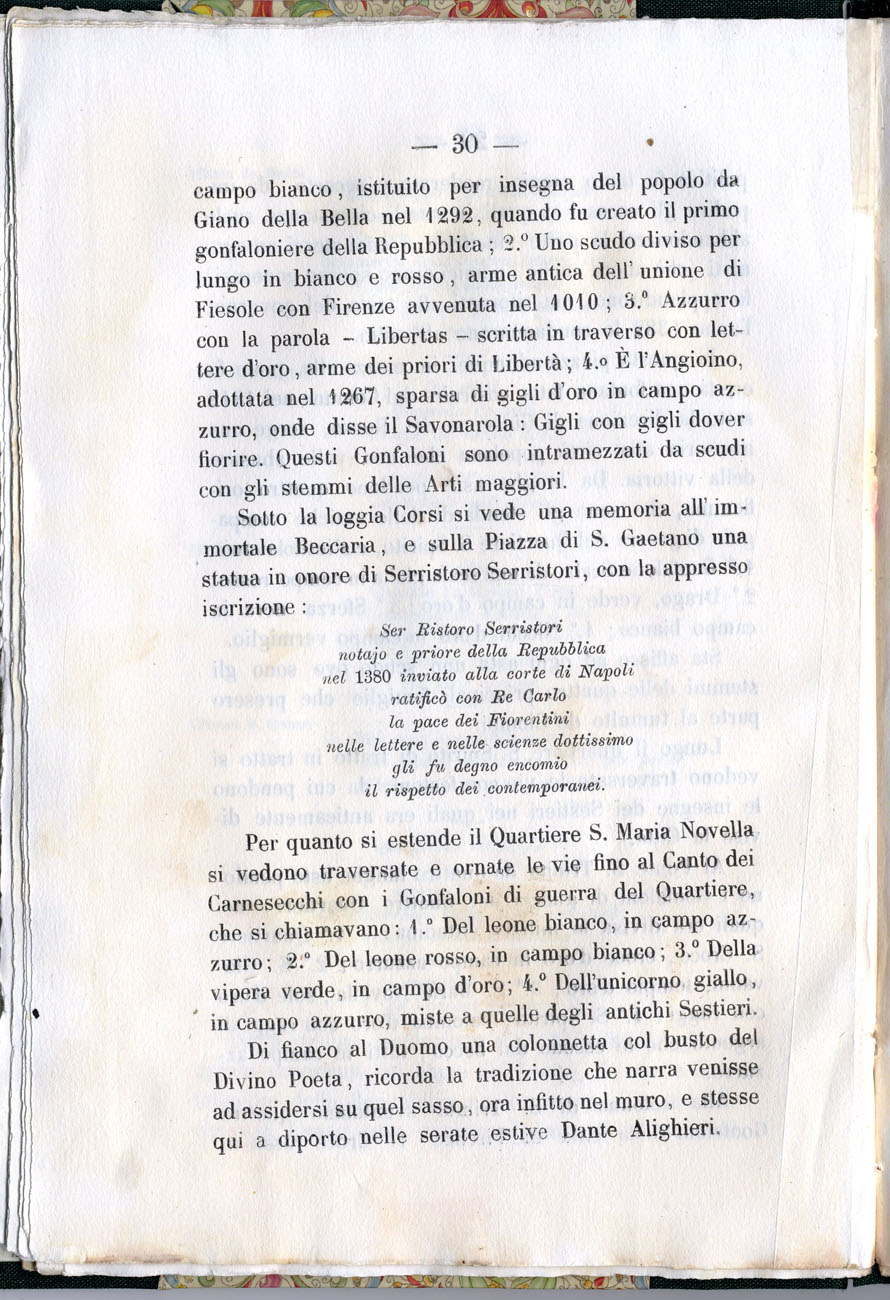 — 30 —
campo bianco, istituito per insegna del popolo da
Giano della Bella nel 1292, quando fu creato il primo
gonfaloniere della Repubblica; 2.º Uno scudo diviso per
lungo in bianco e rosso, arme antica dell' unione di
Fiesole con Firenze avvenuta nel 1010; 3.º Azzurro
con la parola – Libertas – scritta in traverso con let-
tere d'oro, arme dei priori di Libertà; 4.º È l'Angioino,
adottata nel 1267, sparsa di gigli d'oro in campo az-
zurro, onde disse il Savonarola: Gigli con gigli dover
fiorire. Questi Gonfaloni sono intramezzati da scudi
con gli stemmi delle Arti maggiori.
Sotto la loggia Corsi si vede una memoria all' im-
mortale Beccaria, e sulla Piazza di S. Gaetano una
statua in onore di Serristoro Serristori, con la appresso
iscrizione:
Ser Ristoro Serristori
notajo e priore della Repubblica
nel 1380 inviato alla corte di Napoli
ratificò con Re Carlo
la pace dei Fiorentini
nelle lettere e nelle scienze dottissimo
gli fu degno encomio
il rispetto dei contemporanei.
Per quanto si estende il Quartiere S. Maria Novella
si vedono traversate e ornate le vie fino al Canto dei
Carnesecchi con i Gonfaloni di guerra del Quartiere,
che si chiamavano: 1.º Del leone bianco, in campo az-
zurro; 2.º Del leone rosso, in campo bianco; 3.º Della
vipera verde, in campo d'oro; 4.º Dell'unicorno giallo,
in campo azzurro, miste a quelle degli antichi Sestieri.
Di fianco al Duomo una colonnetta col busto del
Divino Poeta, ricorda la tradizione che narra venisse
ad assidersi su quel sasso, ora infitto nel muro, e stesse
qui a diporto nelle serate estive Dante Alighieri.